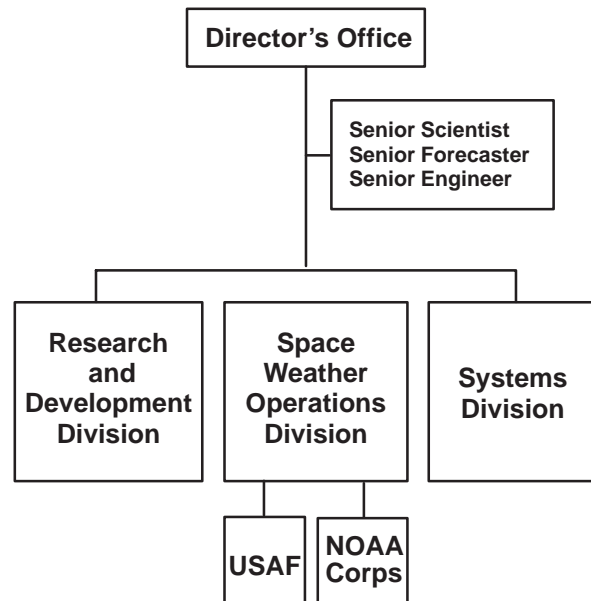 Director’s Office
Senior Scientist
Senior Forecaster
Senior Engineer
Research
and
Development
Division
Space
Weather
Operations
Division
Systems
Division
USAF
NOAA
Corps